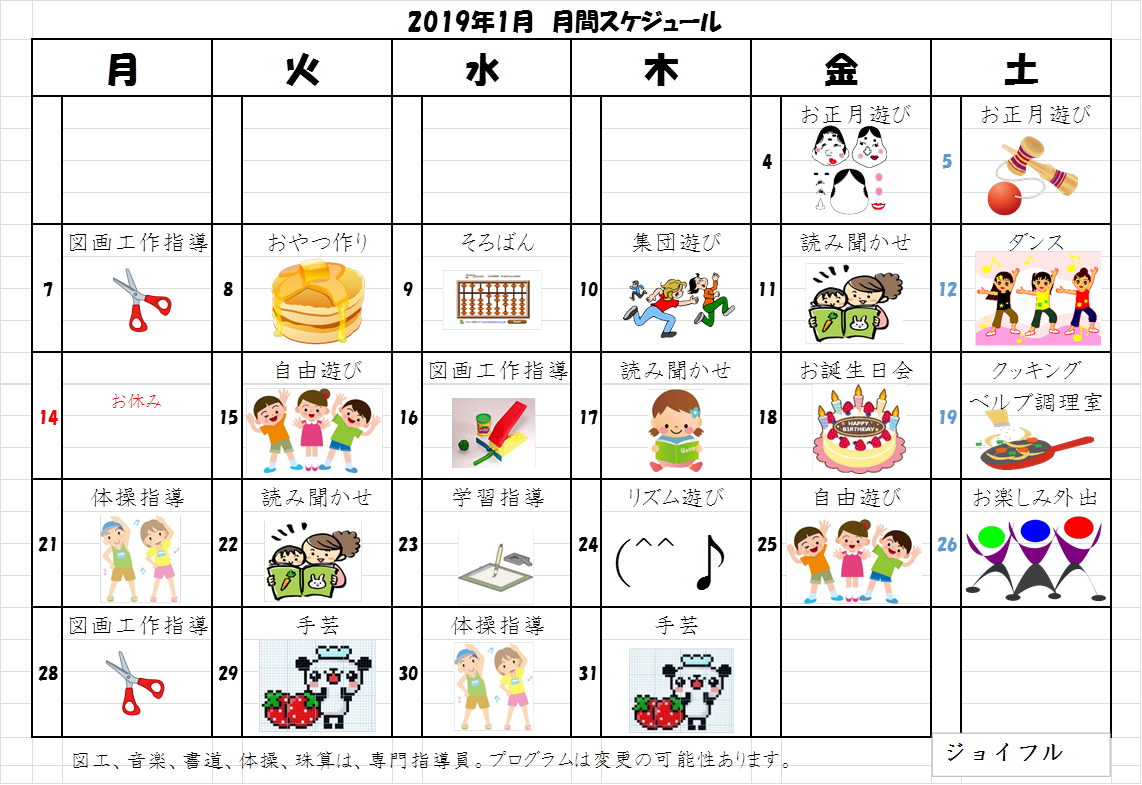 2019年1月 月間スケジュール
月 火 水 木 金 土
お正月遊び お正月遊び
4 5
図画工作指導 おやつ作り そろばん 集団遊び 読み聞かせ ダンス
7 8 9 10 11 12
自由遊び 図画工作指導 読み聞かせ お誕生日会 クッキング
お休み ベルブ調理室
14 15 16 17 18 19
HAPPY
BIRTHDAY
体操指導 読み聞かせ 学習指導 リズム遊び 自由遊び お楽しみ外出
21 22 23 24 25 26
(^^ ♪
図画工作指導 手芸 体操指導 手芸
28 29 30 31
図工、音楽、書道、体操、珠算は、専門指導員。プログラムは変更の可能性あります。
ジョイフル